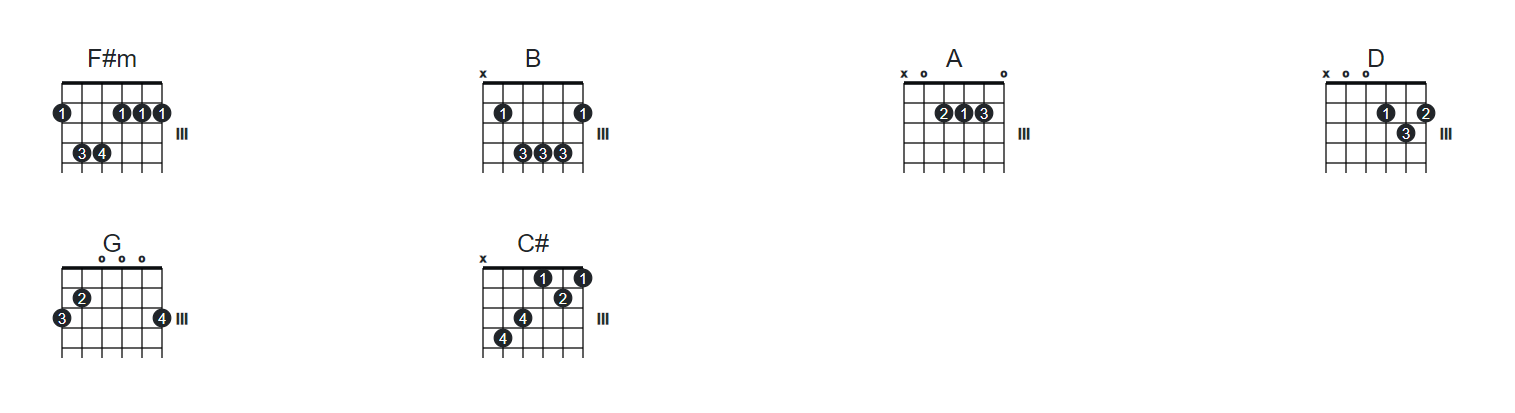 F#m B A D
x x o o x o o
1 1 1 1 1 1 2 1 3 1 2
III III III 3 III
3 4 3 3 3
G C#
o o o x
1 1
2 2
3 4 III 4 III
4